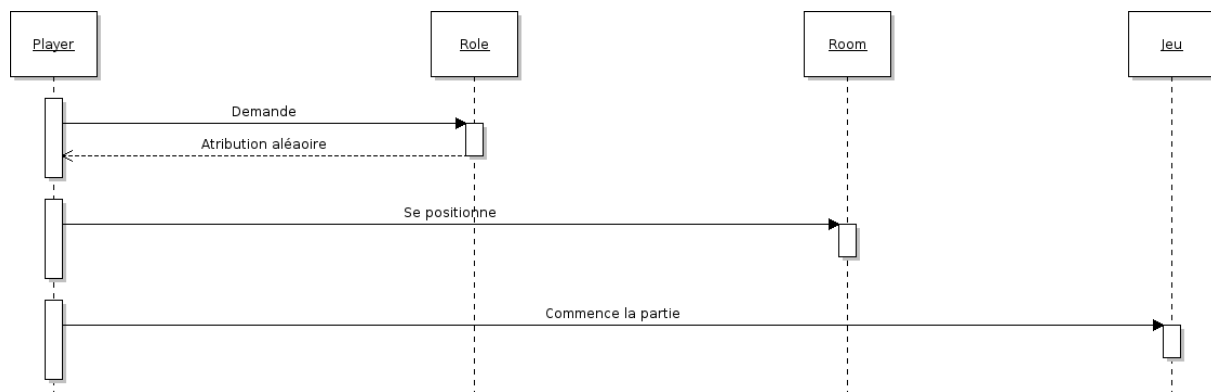 Player
Role
Room
Jeu
Demande
Atribution aléaoire
Se positionne
Commence la partie